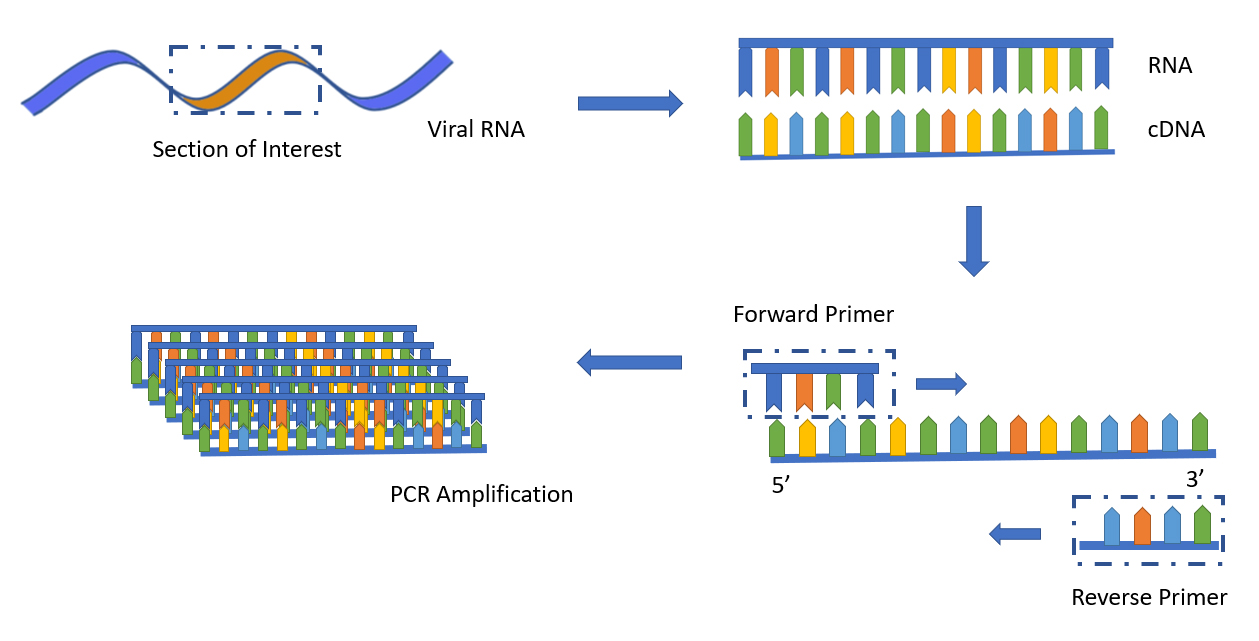 RNA
Viral RNA
cDNA
Section of Interest
Forward Primer
5’
3’
PCR Amplification
Reverse Primer